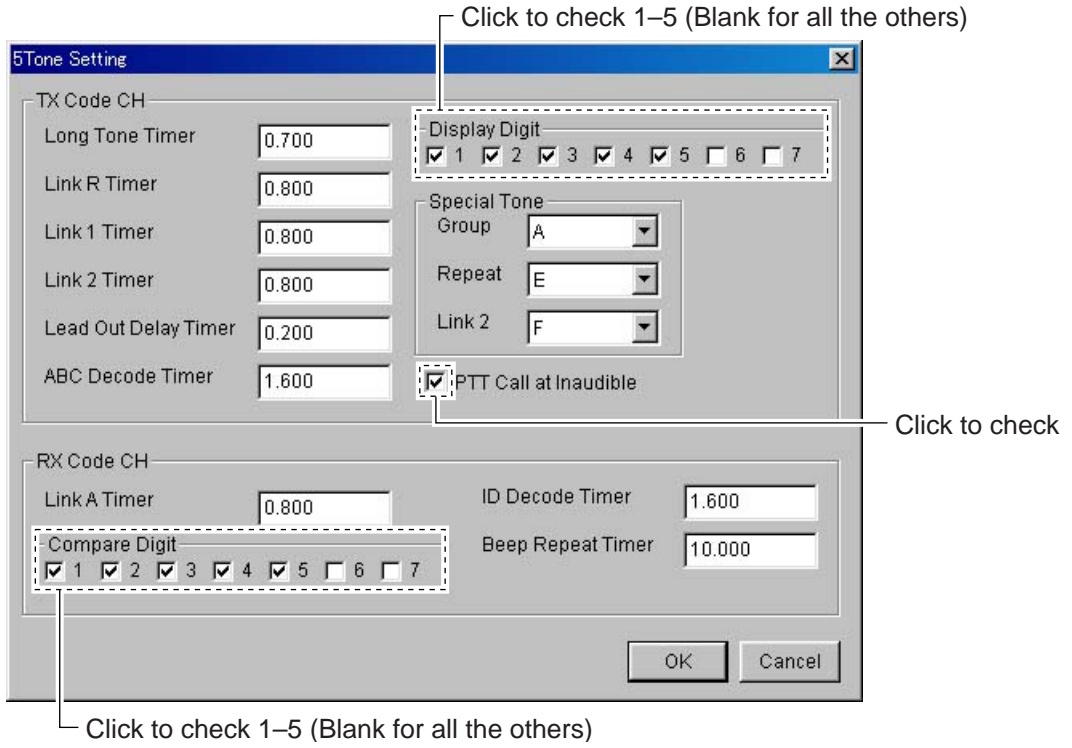 Click to check 1–5 (Blank for all the others)
5Tone Setting
TX Code CH
Long Tone Timer 0.700
Link R Timer 0.800
Link 1 Timer 0.800
Link 2 Timer 0.800
Lead Out Delay Timer 0.200
ABC Decode Timer 1.600
Display Digit
1 2 3 4 5 6 7
Special Tone
Group A
Repeat E
Link 2 F
PTT Call at Inaudible
Click to check
RX Code CH
Link A Timer 0.800
Compare Digit
1 2 3 4 5 6 7
ID Decode Timer 1.600
Beep Repeat Timer 10.000
OK Cancel
Click to check 1–5 (Blank for all the others)